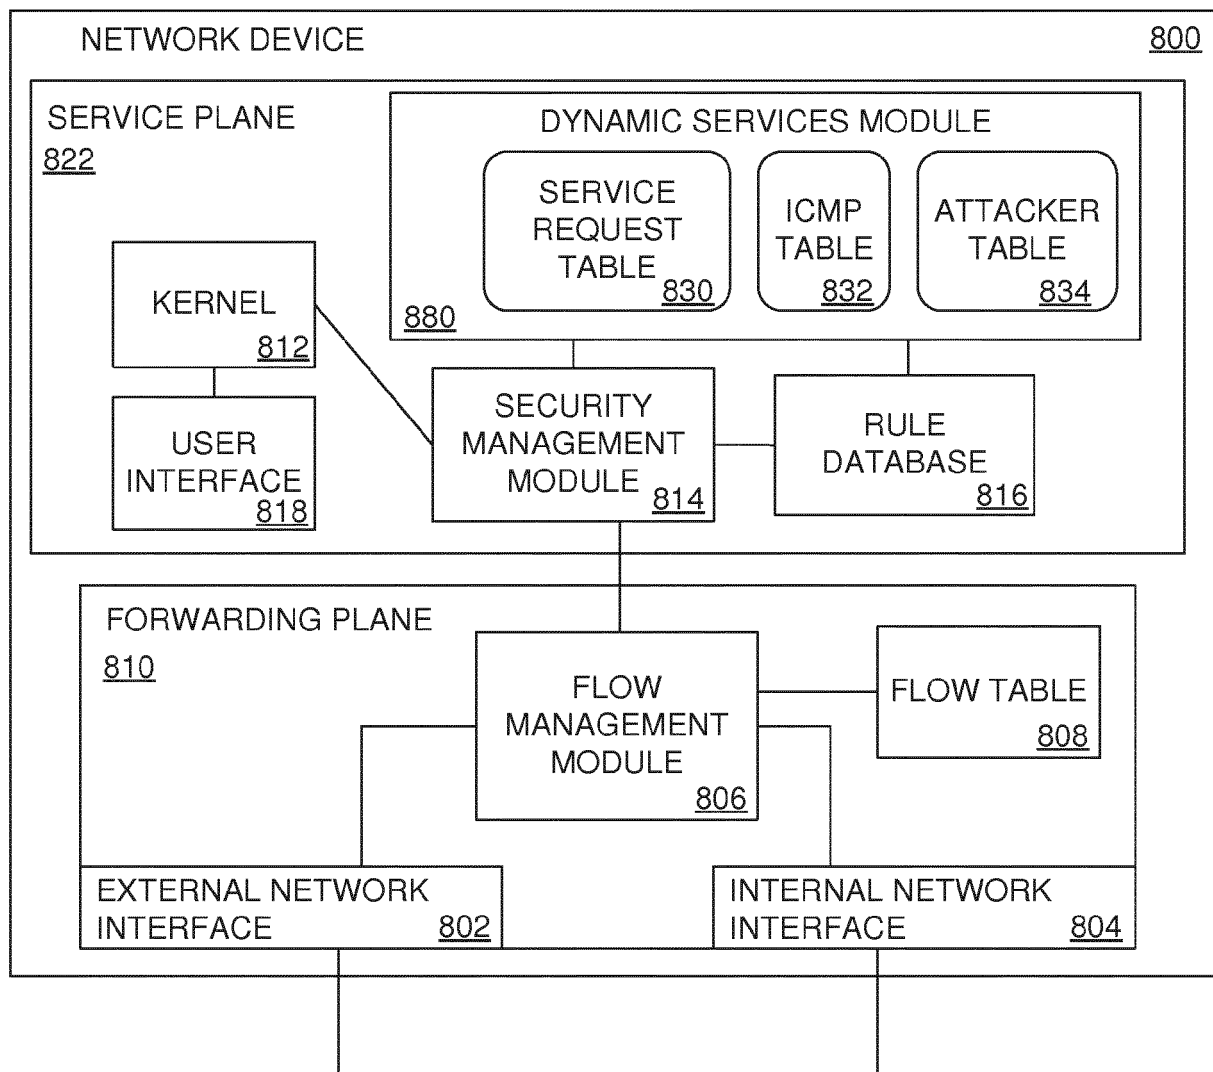 NETWORK DEVICE
800
SERVICE PLANE
822
DYNAMIC SERVICES MODULE
SERVICE
REQUEST
TABLE
830
ICMP
TABLE
832
ATTACKER
TABLE
834
880
KERNEL
812
USER
INTERFACE
818
SECURITY
MANAGEMENT
MODULE
814
RULE
DATABASE
816
FORWARDING PLANE
810
FLOW
MANAGEMENT
MODULE
806
FLOW TABLE
808
EXTERNAL NETWORK
INTERFACE
802
INTERNAL NETWORK
INTERFACE
804